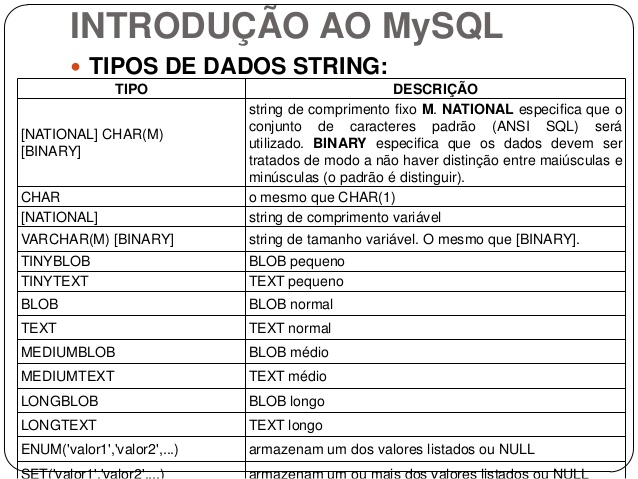 INTRODUÇÃO AO MySQL
• TIPOS DE DADOS STRING:
TIPO DESCRIÇÃO
[NATIONAL] CHAR(M)
[BINARY]
string de comprimento fixo M. NATIONAL especifica que o
conjunto de caracteres padrão (ANSI SQL) será
utilizado. BINARY especifica que os dados devem ser
tratados de modo a não haver distinção entre maiúsculas e
minúsculas (o padrão é distinguir).
CHAR o mesmo que CHAR(1)
[NATIONAL] string de comprimento variável
VARCHAR(M) [BINARY] string de tamanho variável. O mesmo que [BINARY].
TINYBLOB BLOB pequeno
TINYTEXT TEXT pequeno
BLOB BLOB normal
TEXT TEXT normal
MEDIUMBLOB BLOB médio
MEDIUMTEXT TEXT médio
LONGBLOB BLOB longo
LONGTEXT TEXT longo
ENUM('valor1','valor2',...) armazenam um dos valores listados ou NULL
SET('valor1','valor2',...) armazenam um ou mais dos valores listados ou NULL